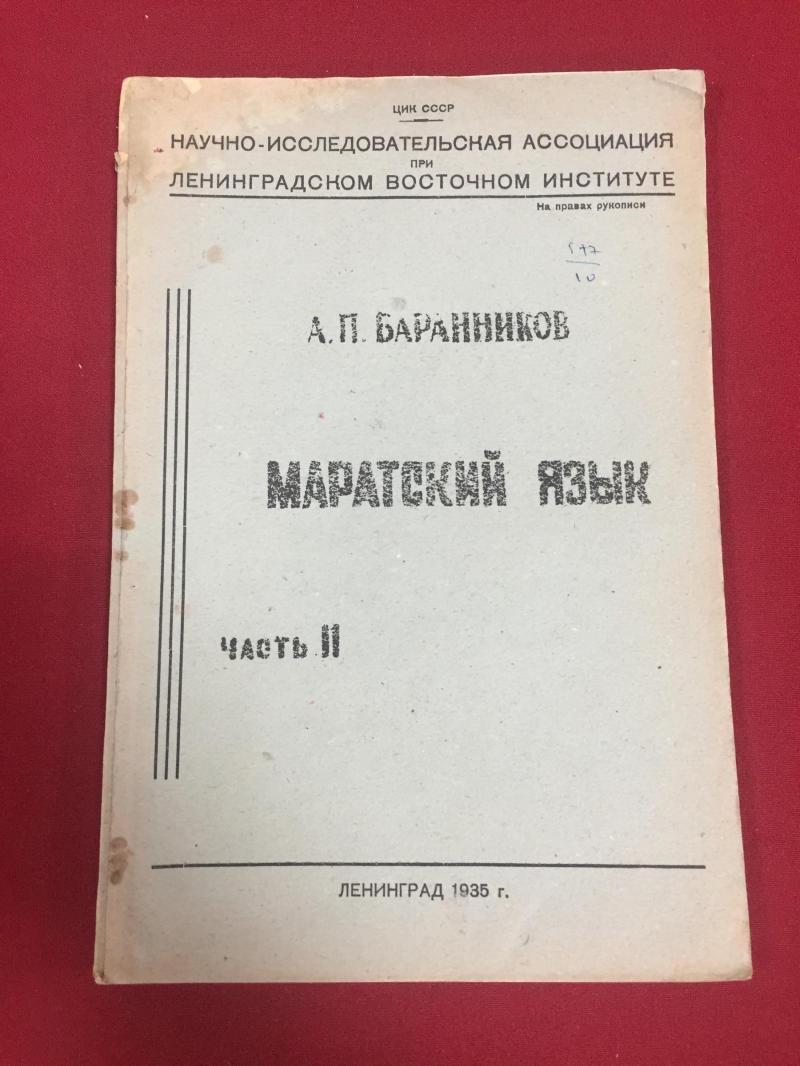 ЦИК СССР
НАУЧНО-ИССЛЕДОВАТЕЛЬСКАЯ АССОЦИАЦИЯ
ПРИ
ЛЕНИНГРАДСКОМ ВОСТОЧНОМ ИНСТИТУТЕ
На правах рукописи
10
А.П. БАРАННИКОВ
МАРАТСКИЙ ЯЗЫК
ЧАСТЬ II
ЛЕНИНГРАД 1935 г.